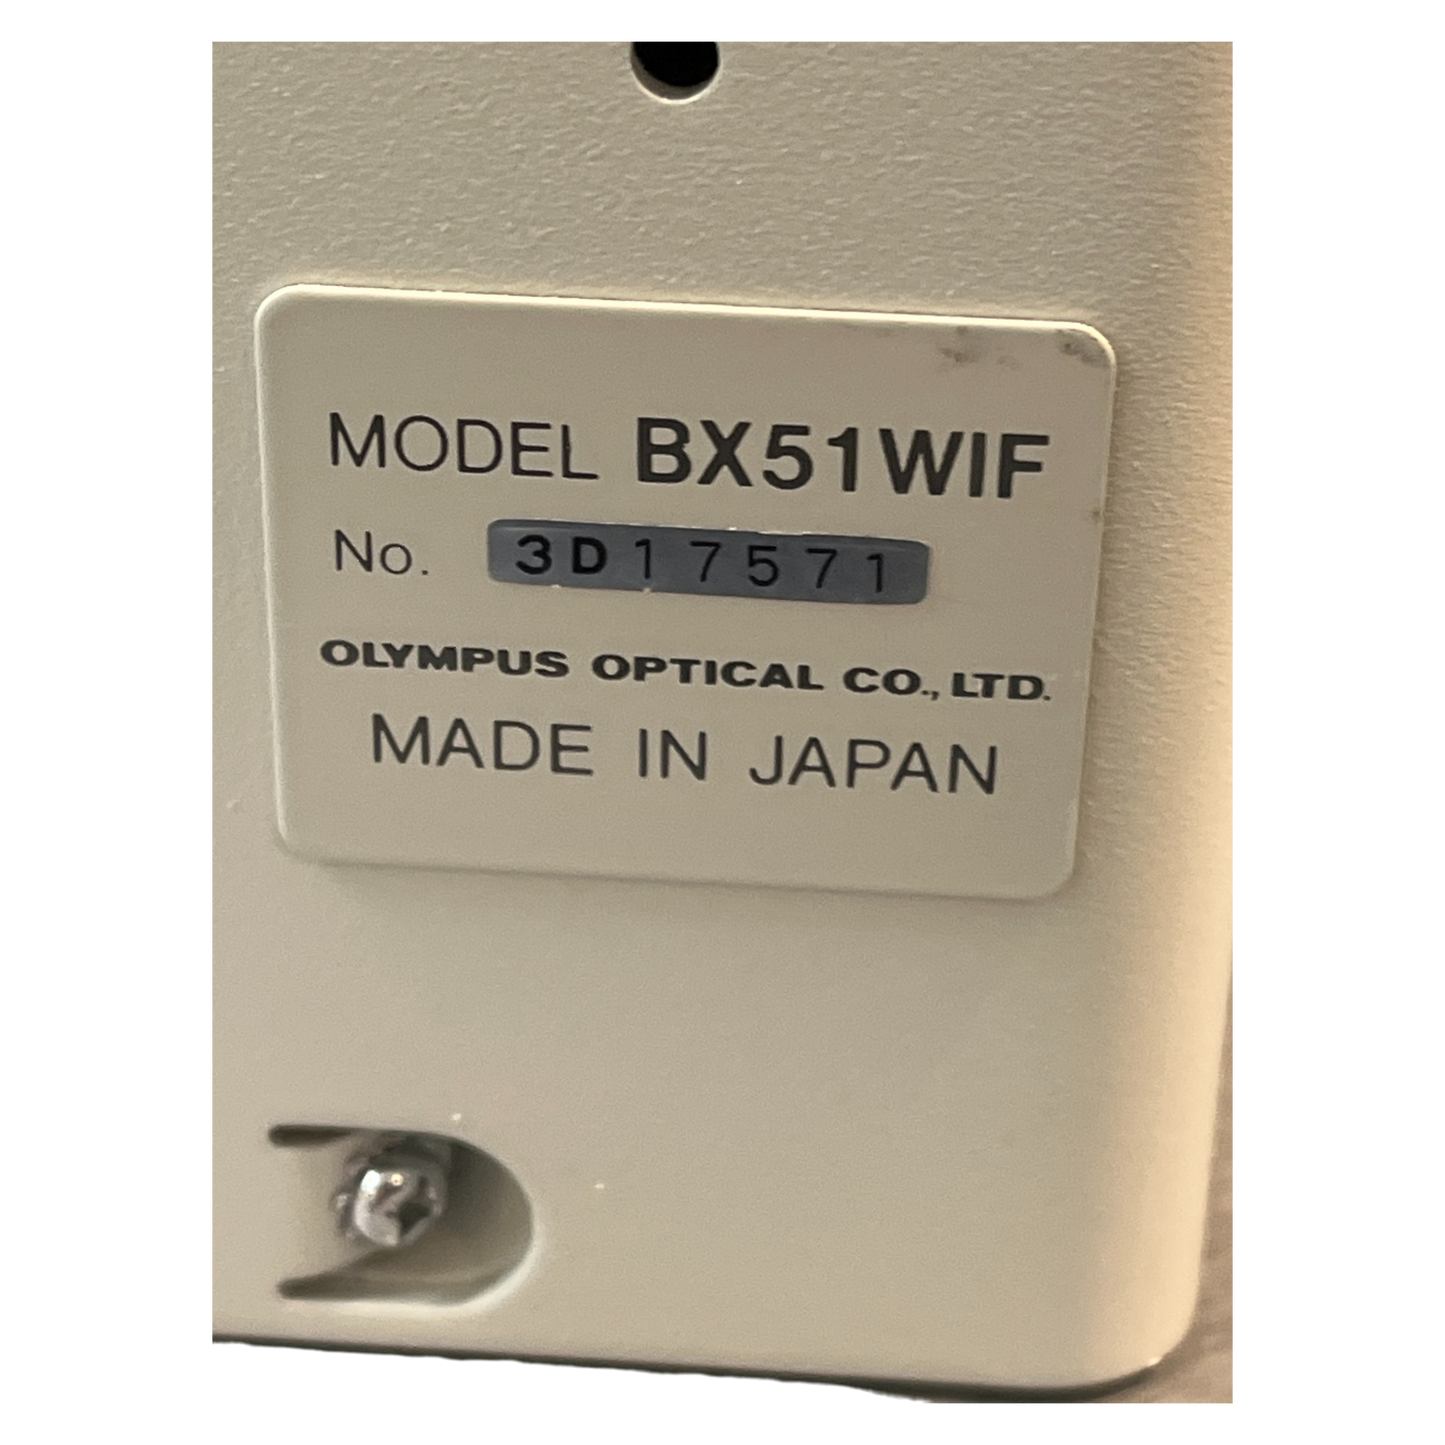 MODEL BX51WIF
No. 3D17571
OLYMPUS OPTICAL CO., LTD.
MADE IN JAPAN